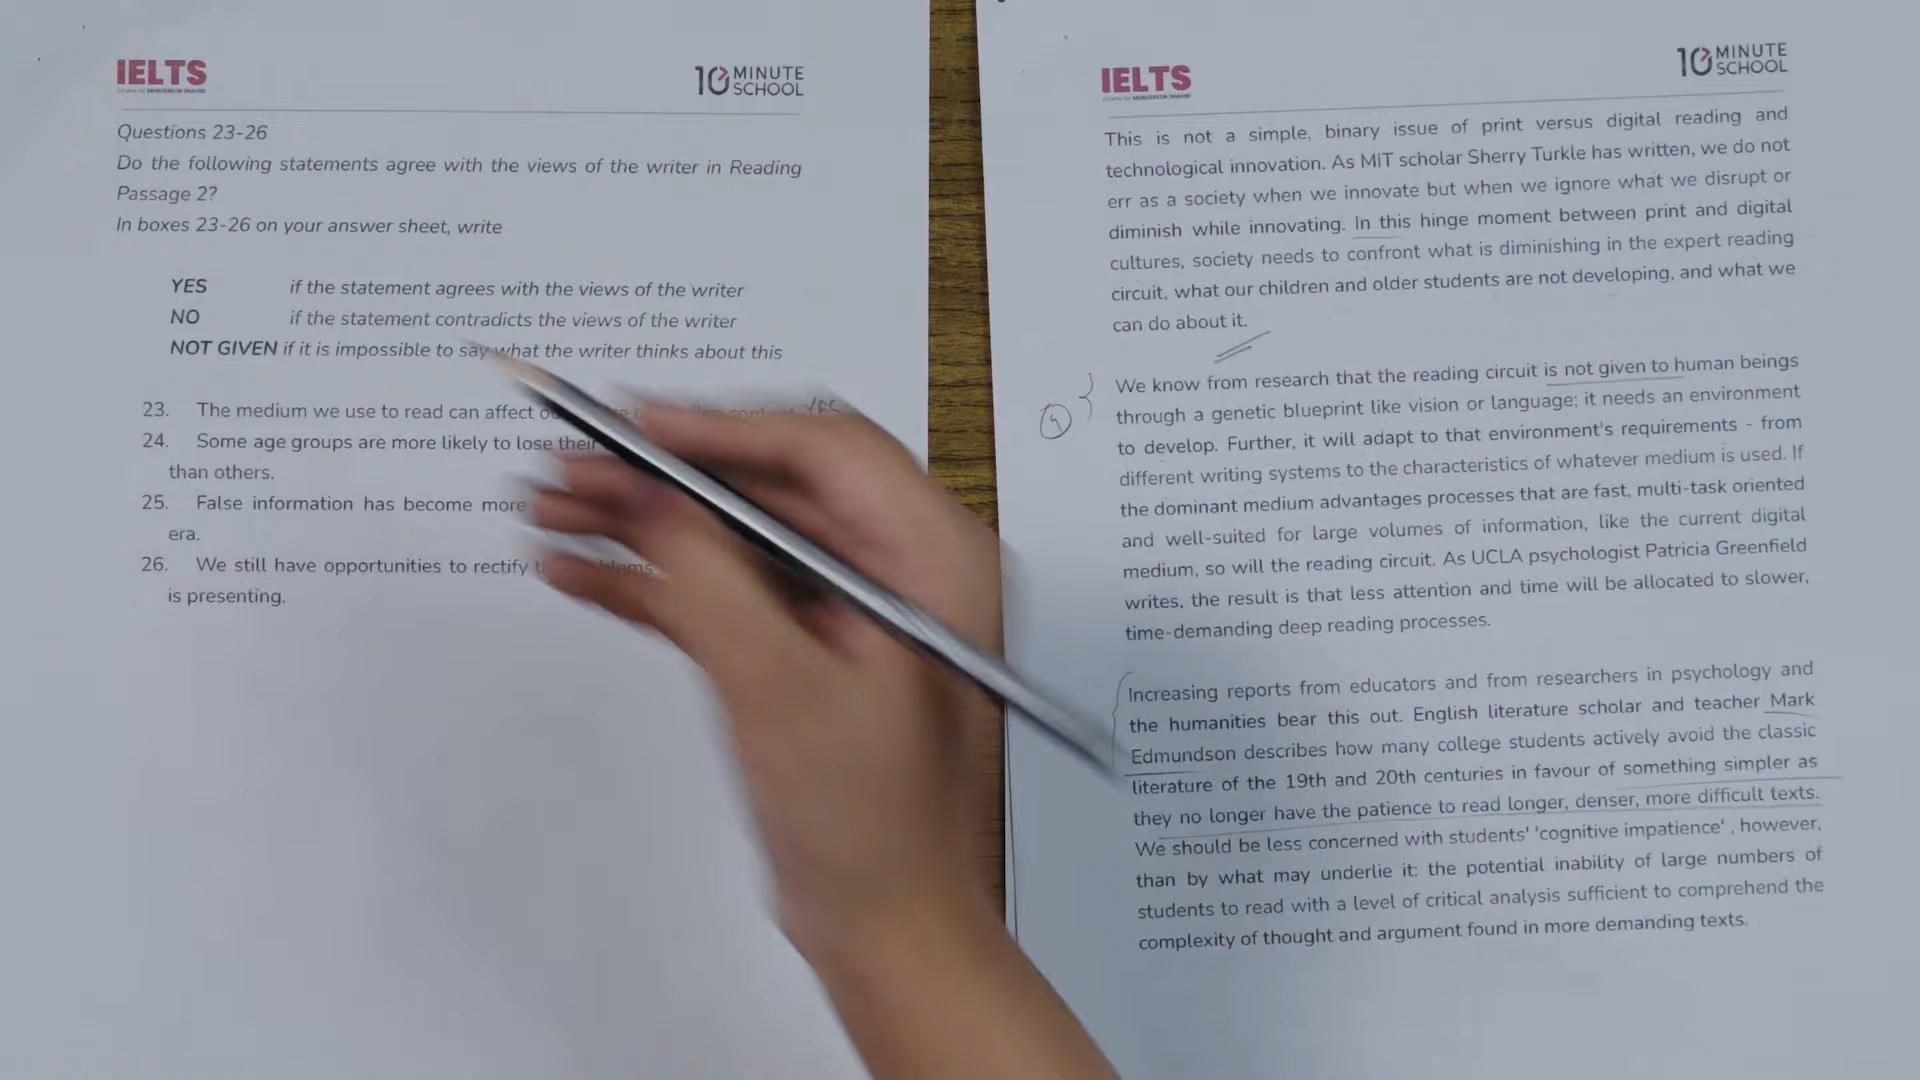 IELTS
10 MINUTE SCHOOL
Questions 23-26
Do the following statements agree with the views of the writer in Reading
Passage 2?
In boxes 23-26 on your answer sheet, write
YES if the statement agrees with the views of the writer
NO if the statement contradicts the views of the writer
NOT GIVEN if it is impossible to say what the writer thinks about this
23. The medium we use to read can affect YES
24. Some age groups are more likely to lose their
than others.
25. False information has become more
era.
26. We still have opportunities to rectify
is presenting.
IELTS
10 MINUTE SCHOOL
This is not a simple, binary issue of print versus digital reading and
technological innovation. As MIT scholar Sherry Turkle has written, we do not
err as a society when we innovate but when we ignore what we disrupt or
diminish while innovating. In this hinge moment between print and digital
cultures, society needs to confront what is diminishing in the expert reading
circuit, what our children and older students are not developing, and what we
can do about it.
4
We know from research that the reading circuit is not given to human beings
through a genetic blueprint like vision or language; it needs an environment
to develop. Further, it will adapt to that environment's requirements - from
different writing systems to the characteristics of whatever medium is used. If
the dominant medium advantages processes that are fast, multi-task oriented
and well-suited for large volumes of information, like the current digital
medium, so will the reading circuit. As UCLA psychologist Patricia Greenfield
writes, the result is that less attention and time will be allocated to slower,
time-demanding deep reading processes.
Increasing reports from educators and from researchers in psychology and
the humanities bear this out. English literature scholar and teacher Mark
Edmundson describes how many college students actively avoid the classic
literature of the 19th and 20th centuries in favour of something simpler as
they no longer have the patience to read longer, denser, more difficult texts.
We should be less concerned with students' 'cognitive impatience' , however,
than by what may underlie it: the potential inability of large numbers of
students to read with a level of critical analysis sufficient to comprehend the
complexity of thought and argument found in more demanding texts.